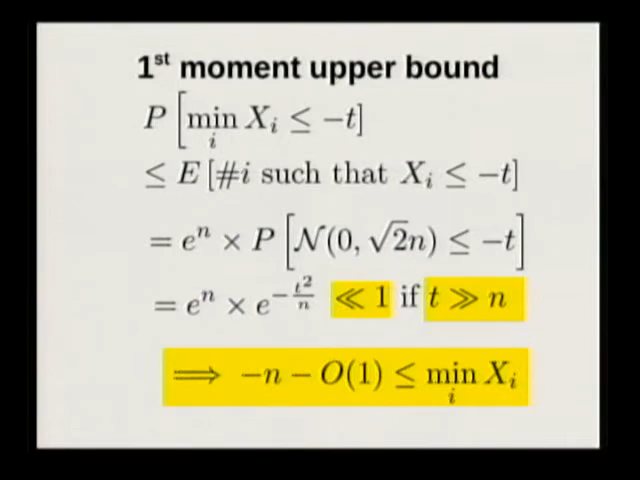 1st moment upper bound
P [min_i X_i ≤ −t]
≤ E [#i such that X_i ≤ −t]
= e^n × P [𝒩(0, √2n) ≤ −t]
= e^n × e^{−t²/n} ≪ 1 if t ≫ n
⟹ −n − O(1) ≤ min_i X_i